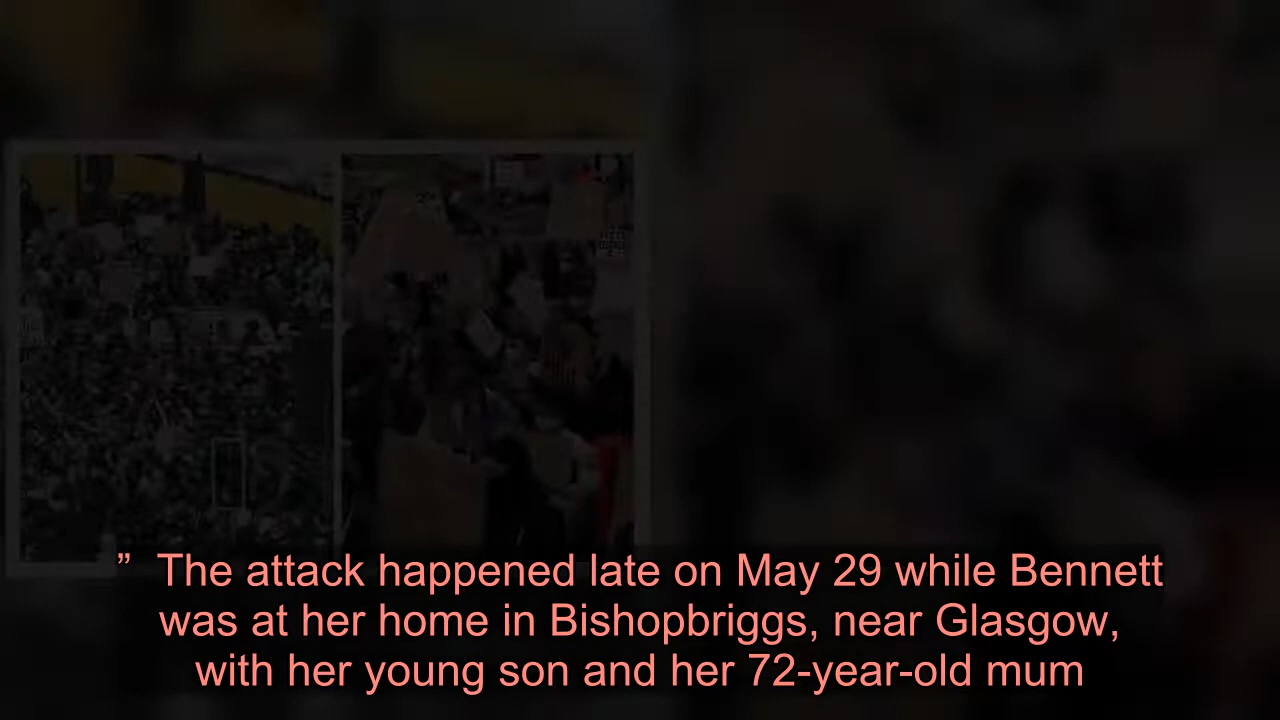 ” The attack happened late on May 29 while Bennett
was at her home in Bishopbriggs, near Glasgow,
with her young son and her 72-year-old mum